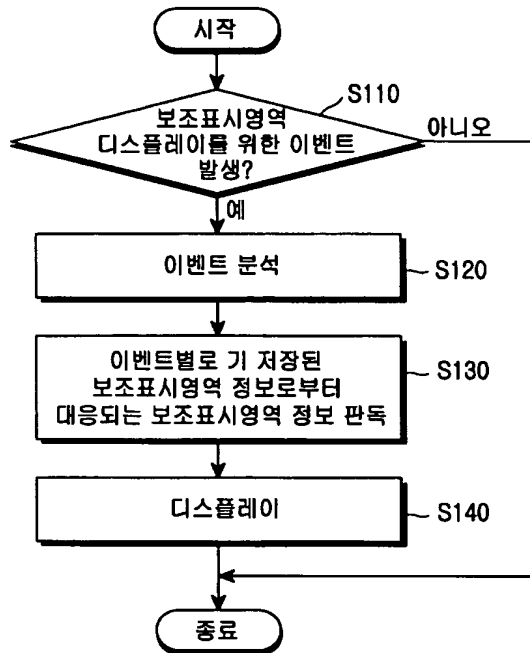 시작
S110
보조표시영역
디스플레이를 위한 이벤트
발생?
아니오
예
이벤트 분석
S120
이벤트별로 기 저장된
보조표시영역 정보로부터
대응되는 보조표시영역 정보 판독
S130
디스플레이
S140
종료